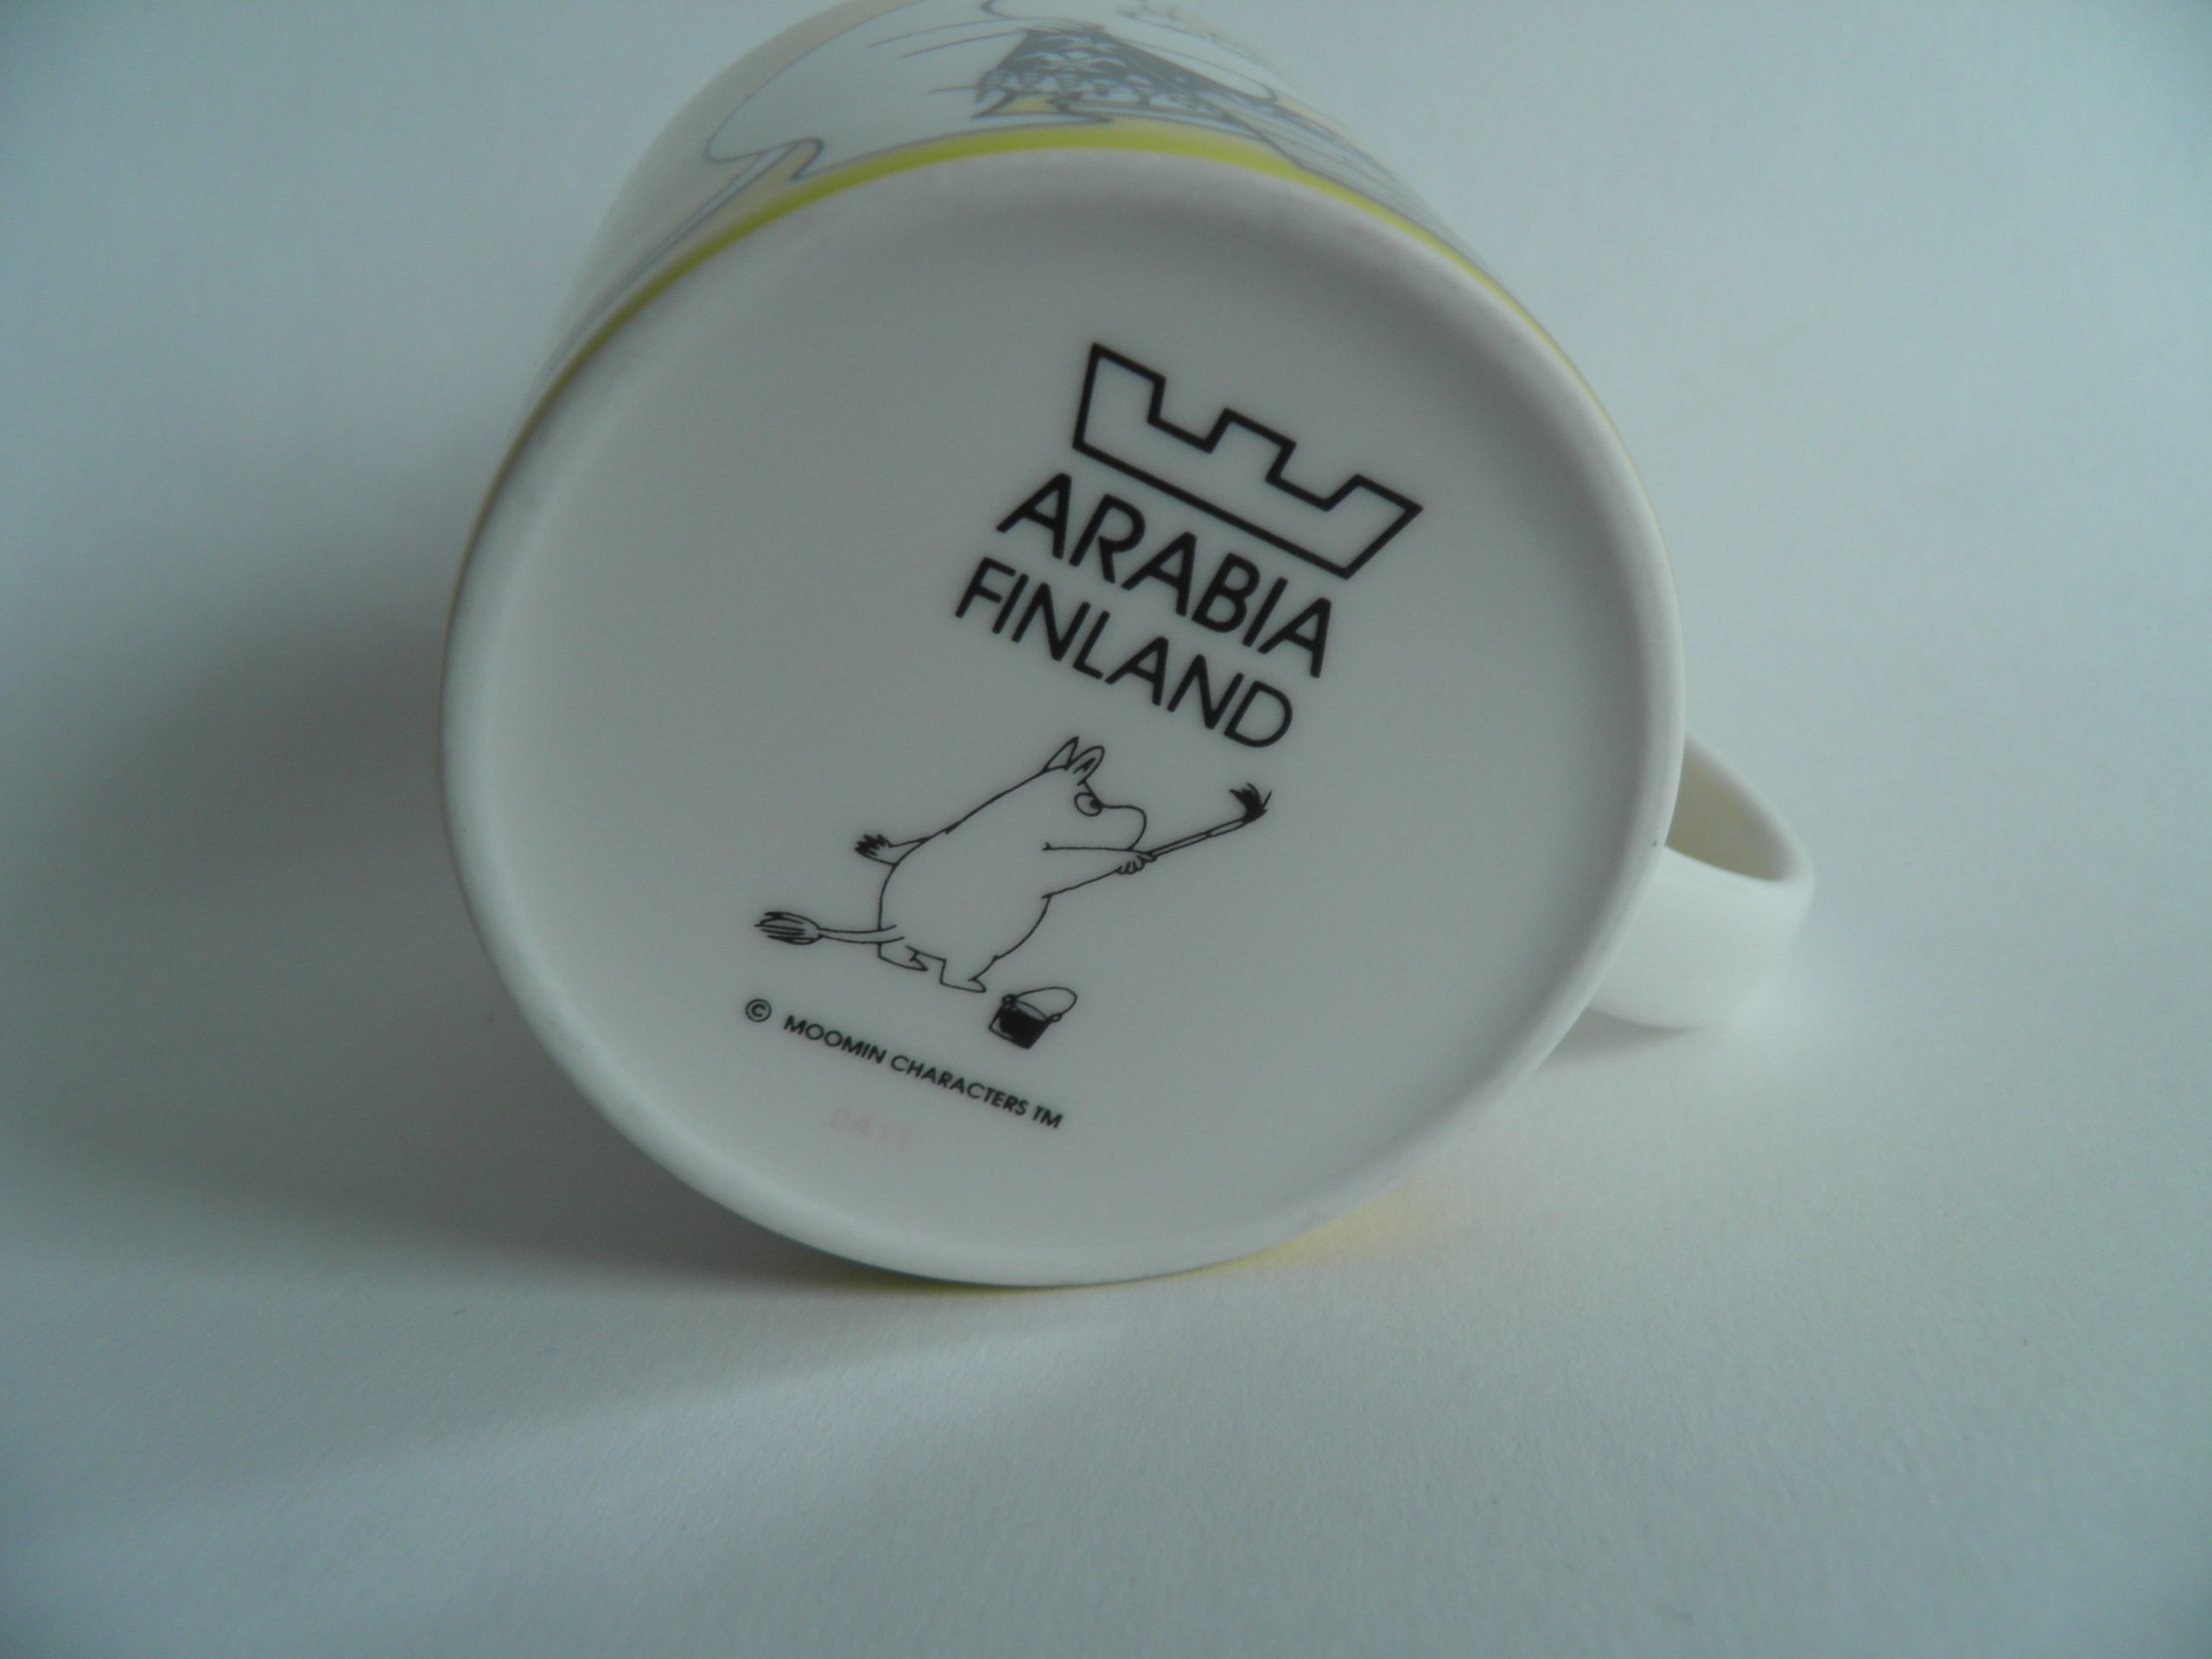 ARABIA
FINLAND
© MOOMIN CHARACTERS TM